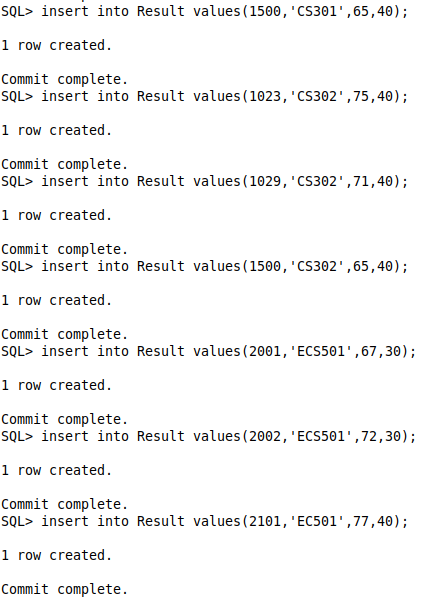 SQL> insert into Result values(1500,'CS301',65,40);
1 row created.
Commit complete.
SQL> insert into Result values(1023,'CS302',75,40);
1 row created.
Commit complete.
SQL> insert into Result values(1029,'CS302',71,40);
1 row created.
Commit complete.
SQL> insert into Result values(1500,'CS302',65,40);
1 row created.
Commit complete.
SQL> insert into Result values(2001,'ECS501',67,30);
1 row created.
Commit complete.
SQL> insert into Result values(2002,'ECS501',72,30);
1 row created.
Commit complete.
SQL> insert into Result values(2101,'EC501',77,40);
1 row created.
Commit complete.